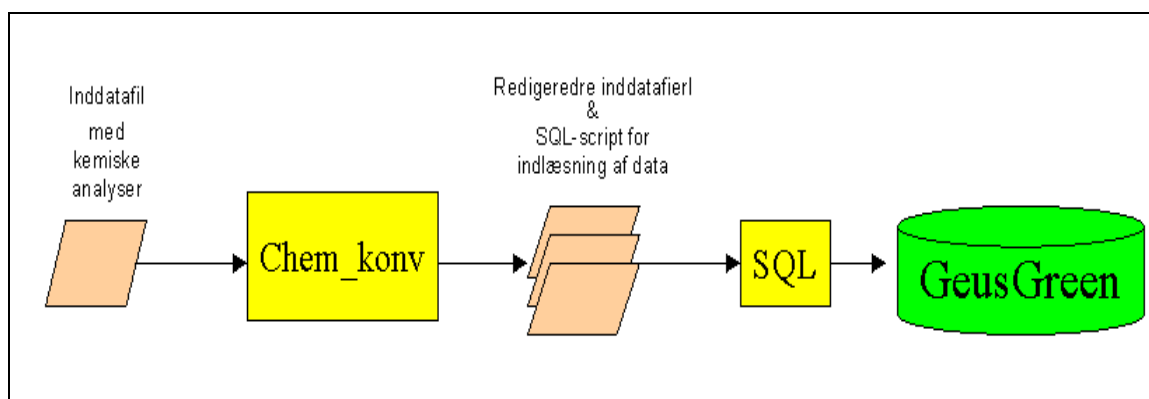 Inddatafil
med
kemiske
analyser
Chem_konv
Redigeredre inddatafierl
&
SQL-script for
indlæsning af data
SQL
GeusGreen